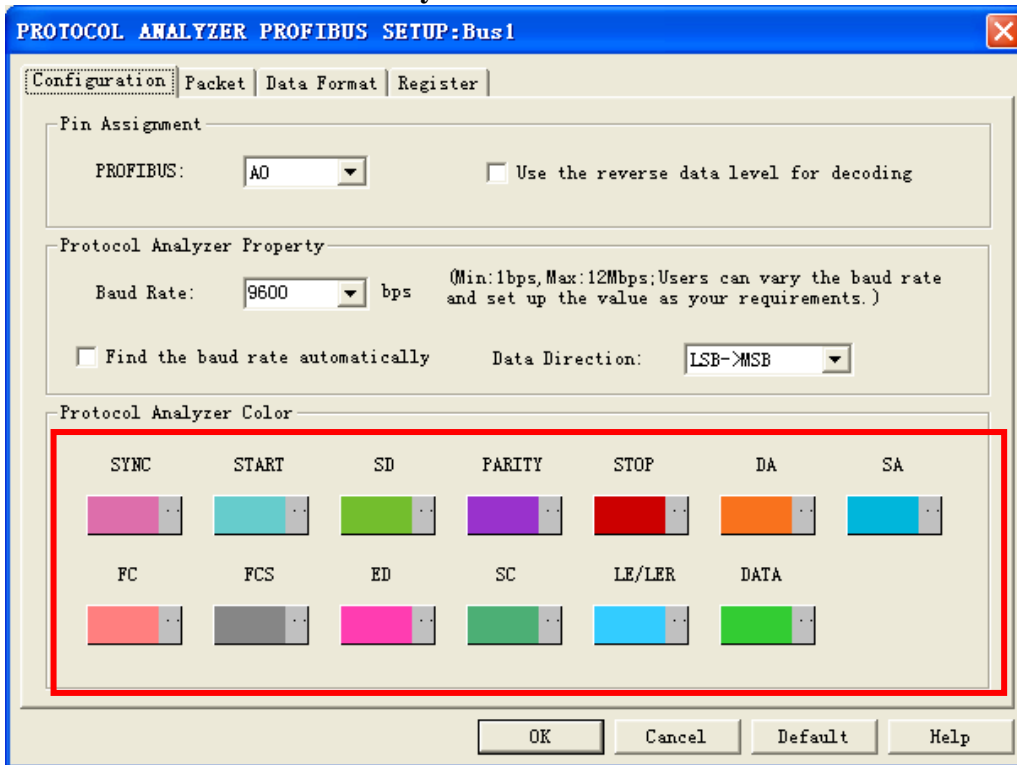 PROTOCOL ANALYZER PROFIBUS SETUP:Bus1
Configuration Packet Data Format Register
Pin Assignment
PROFIBUS: A0 Use the reverse data level for decoding
Protocol Analyzer Property
Baud Rate: 9600 bps (Min:1bps,Max:12Mbps;Users can vary the baud rate
and set up the value as your requirements.)
Find the baud rate automatically Data Direction: LSB->MSB
Protocol Analyzer Color
SYNC START SD PARITY STOP DA SA
FC FCS ED SC LE/LER DATA
OK Cancel Default Help